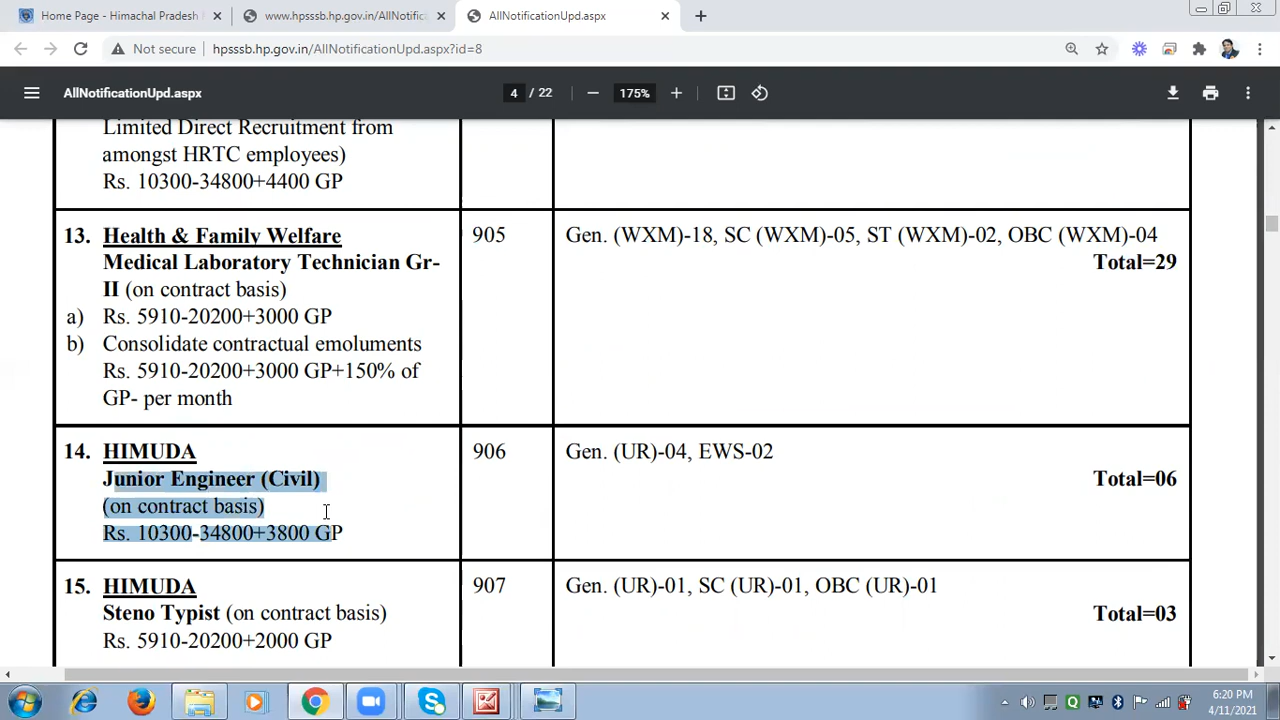 Home Page - Himachal Pradesh
www.hpsssb.hp.gov.in/AllNotific
AllNotificationUpd.aspx
Not secure
hpsssb.hp.gov.in/AllNotificationUpd.aspx?id=8
AllNotificationUpd.aspx
4 / 22
175%
Limited Direct Recruitment from
amongst HRTC employees)
Rs. 10300-34800+4400 GP
13. Health & Family Welfare
Medical Laboratory Technician Gr-
II (on contract basis)
a) Rs. 5910-20200+3000 GP
b) Consolidate contractual emoluments
Rs. 5910-20200+3000 GP+150% of
GP- per month
905
Gen. (WXM)-18, SC (WXM)-05, ST (WXM)-02, OBC (WXM)-04
Total=29
14. HIMUDA
Junior Engineer (Civil)
(on contract basis)
Rs. 10300-34800+3800 GP
906
Gen. (UR)-04, EWS-02
Total=06
15. HIMUDA
Steno Typist (on contract basis)
Rs. 5910-20200+2000 GP
907
Gen. (UR)-01, SC (UR)-01, OBC (UR)-01
Total=03
6:20 PM
4/11/2021